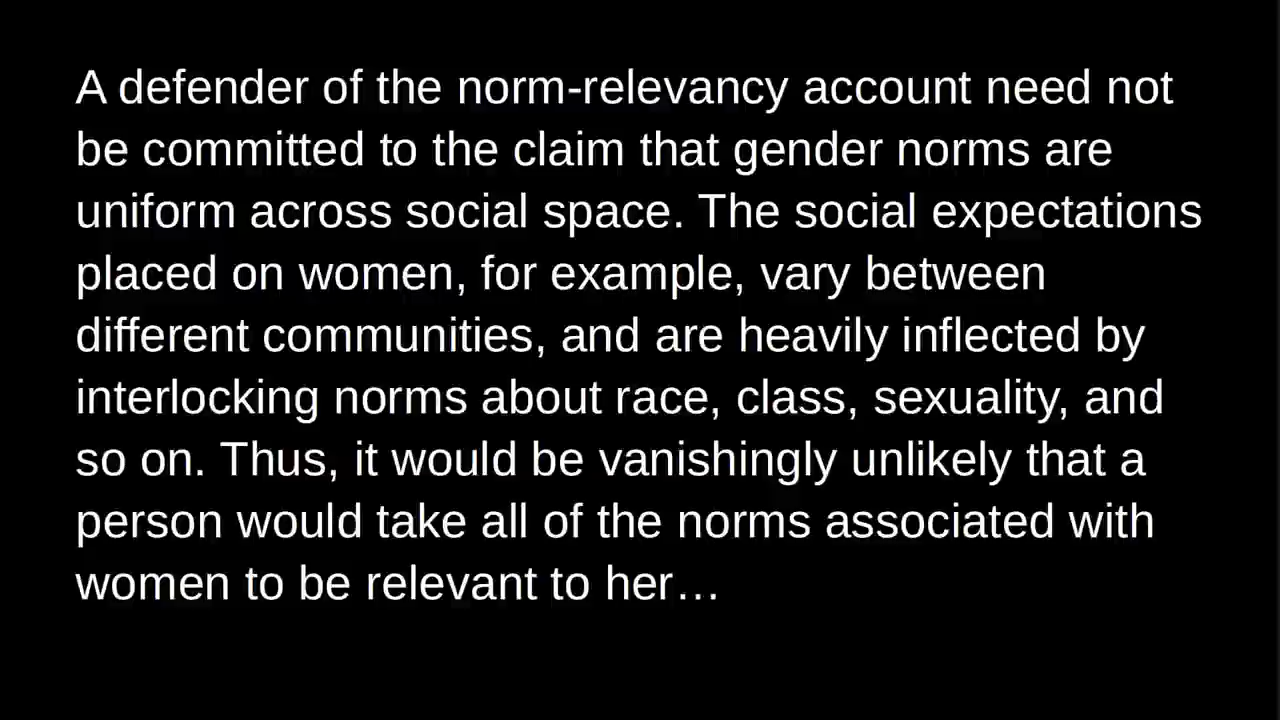 A defender of the norm-relevancy account need not
be committed to the claim that gender norms are
uniform across social space. The social expectations
placed on women, for example, vary between
different communities, and are heavily inflected by
interlocking norms about race, class, sexuality, and
so on. Thus, it would be vanishingly unlikely that a
person would take all of the norms associated with
women to be relevant to her…